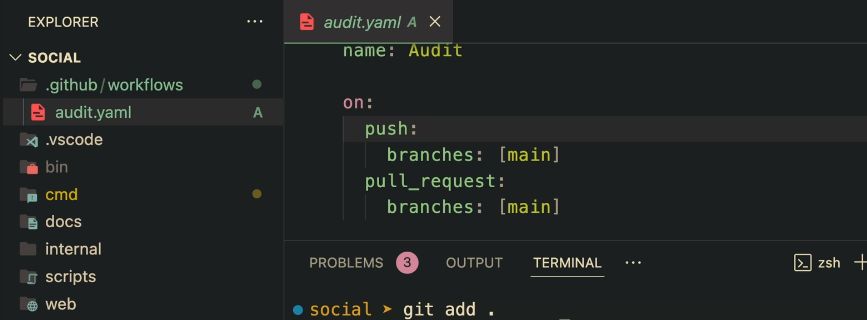 EXPLORER ...
SOCIAL
.github/workflows
audit.yaml A
.vscode
bin
cmd
docs
internal
scripts
web
audit.yaml A
name: Audit
on:
push:
branches: [main]
pull_request:
branches: [main]
PROBLEMS 3 OUTPUT TERMINAL ... zsh
social ➤ git add .